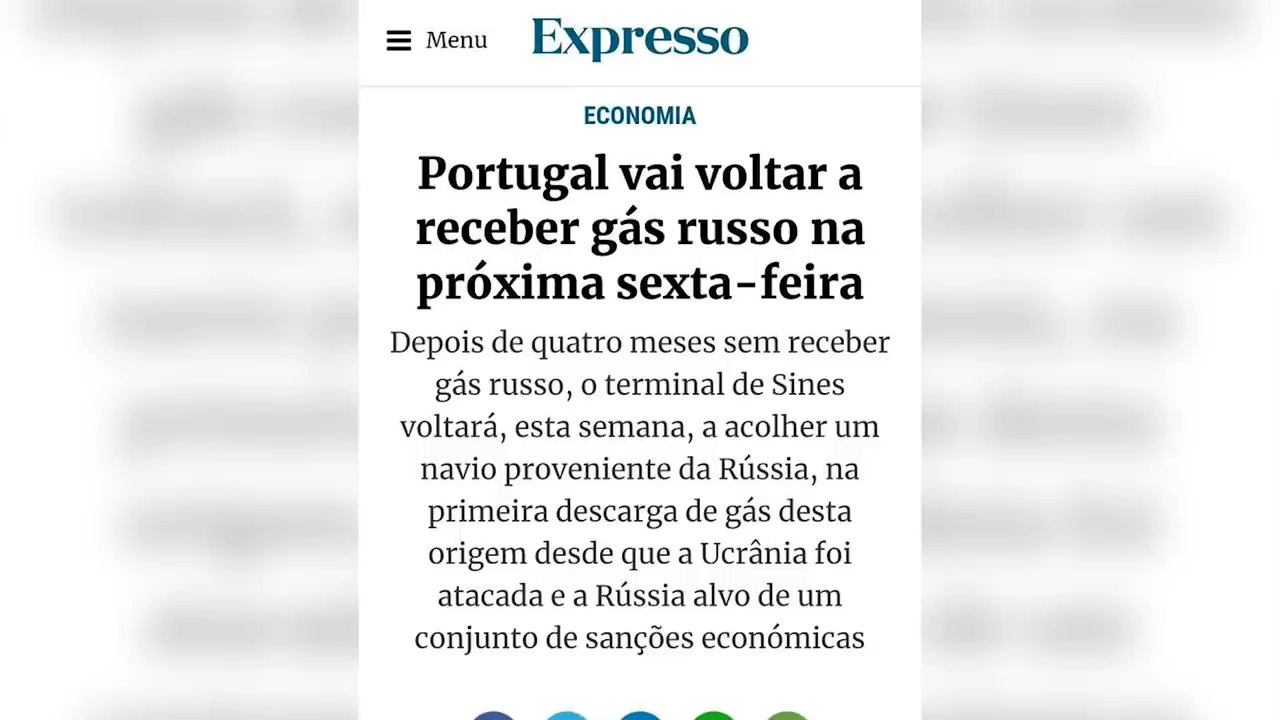 Menu
Expresso
ECONOMIA
Portugal vai voltar a
receber gás russo na
próxima sexta-feira
Depois de quatro meses sem receber
gás russo, o terminal de Sines
voltará, esta semana, a acolher um
navio proveniente da Rússia, na
primeira descarga de gás desta
origem desde que a Ucrânia foi
atacada e a Rússia alvo de um
conjunto de sanções económicas